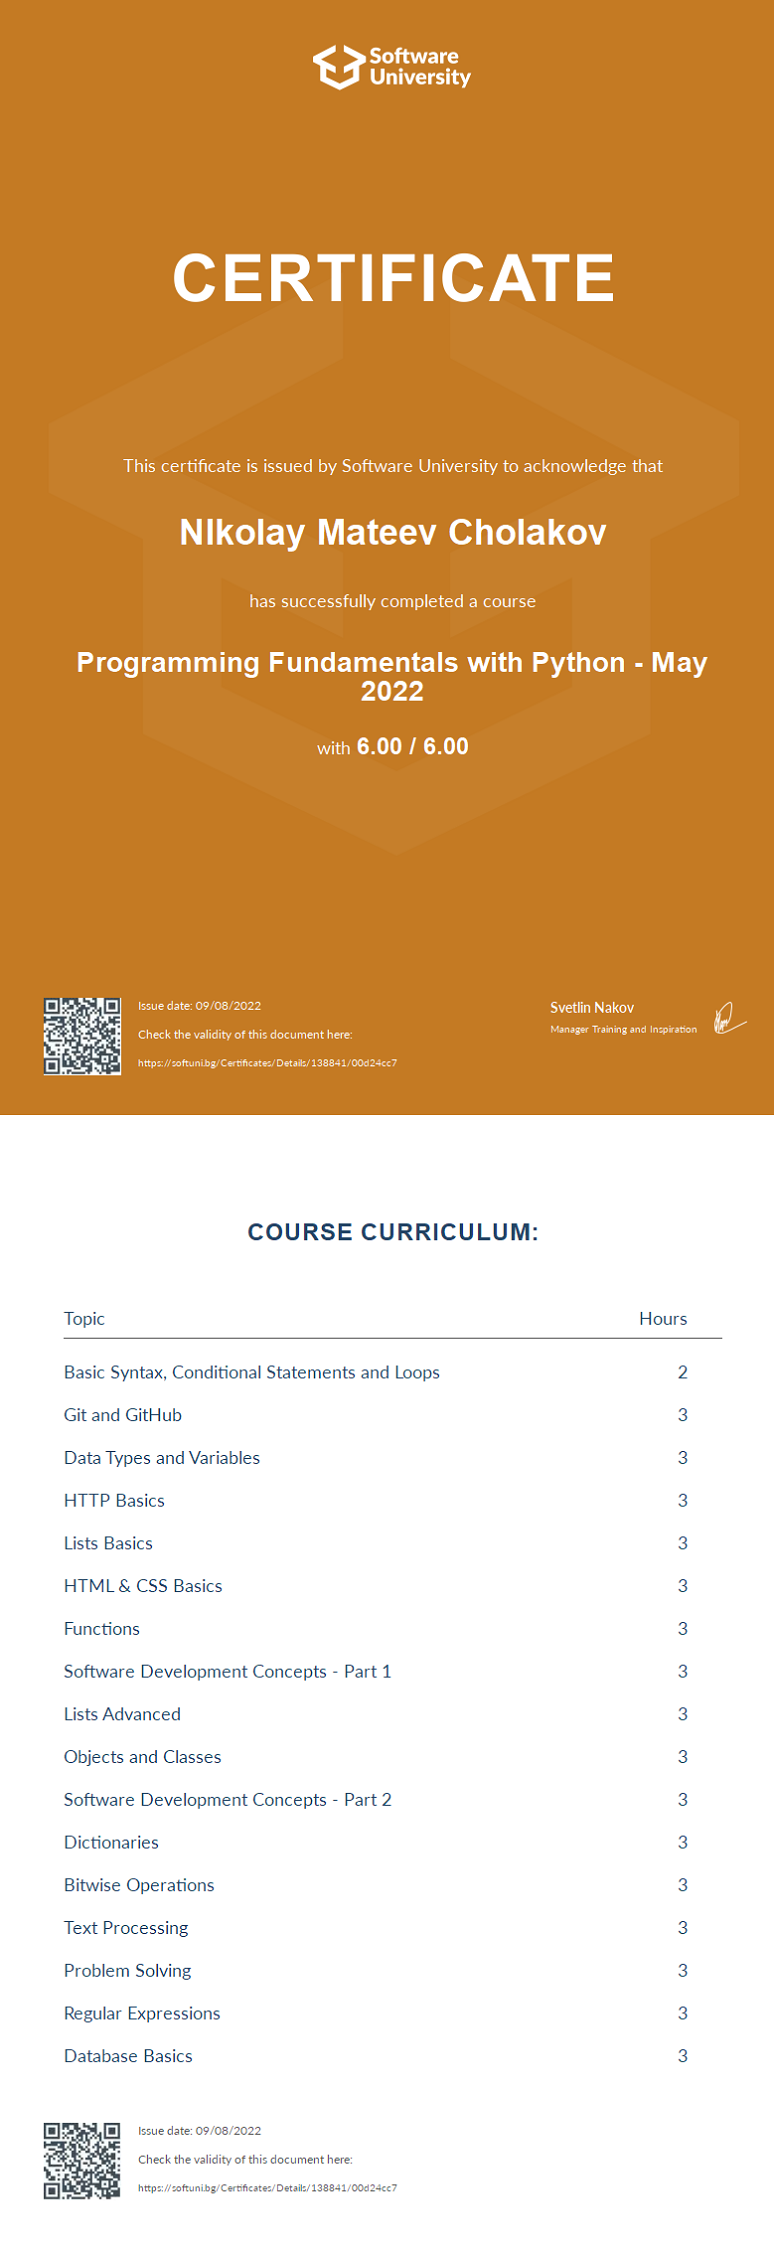 Software
University
CERTIFICATE
This certificate is issued by Software University to acknowledge that
NIkolay Mateev Cholakov
has successfully completed a course
Programming Fundamentals with Python - May
2022
with 6.00 / 6.00
Issue date: 09/08/2022
Check the validity of this document here:
https://softuni.bg/Certificates/Details/138841/00d24cc7
Svetlin Nakov
Manager Training and Inspiration
COURSE CURRICULUM:
Topic Hours
Basic Syntax, Conditional Statements and Loops 2
Git and GitHub 3
Data Types and Variables 3
HTTP Basics 3
Lists Basics 3
HTML & CSS Basics 3
Functions 3
Software Development Concepts - Part 1 3
Lists Advanced 3
Objects and Classes 3
Software Development Concepts - Part 2 3
Dictionaries 3
Bitwise Operations 3
Text Processing 3
Problem Solving 3
Regular Expressions 3
Database Basics 3
Issue date: 09/08/2022
Check the validity of this document here:
https://softuni.bg/Certificates/Details/138841/00d24cc7